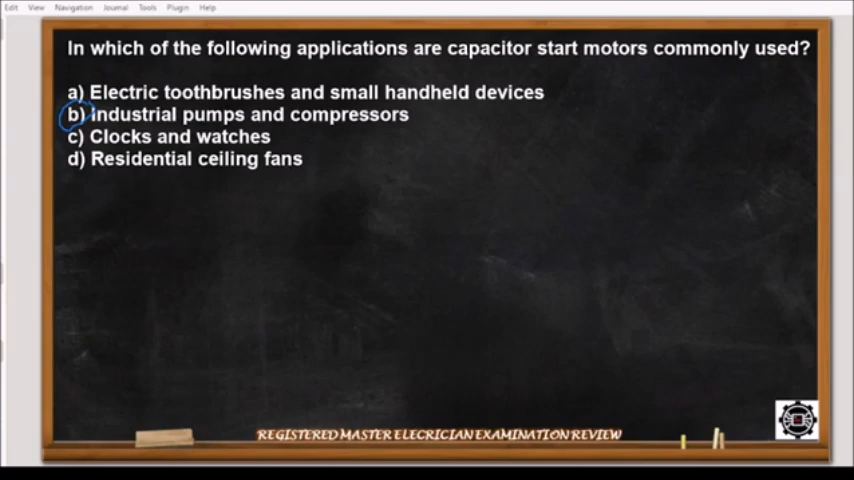 Edit View Navigation Journal Tools Plugin Help
In which of the following applications are capacitor start motors commonly used?
a) Electric toothbrushes and small handheld devices
b) Industrial pumps and compressors
c) Clocks and watches
d) Residential ceiling fans
REGISTERED MASTER ELECRICIAN EXAMINATION REVIEW